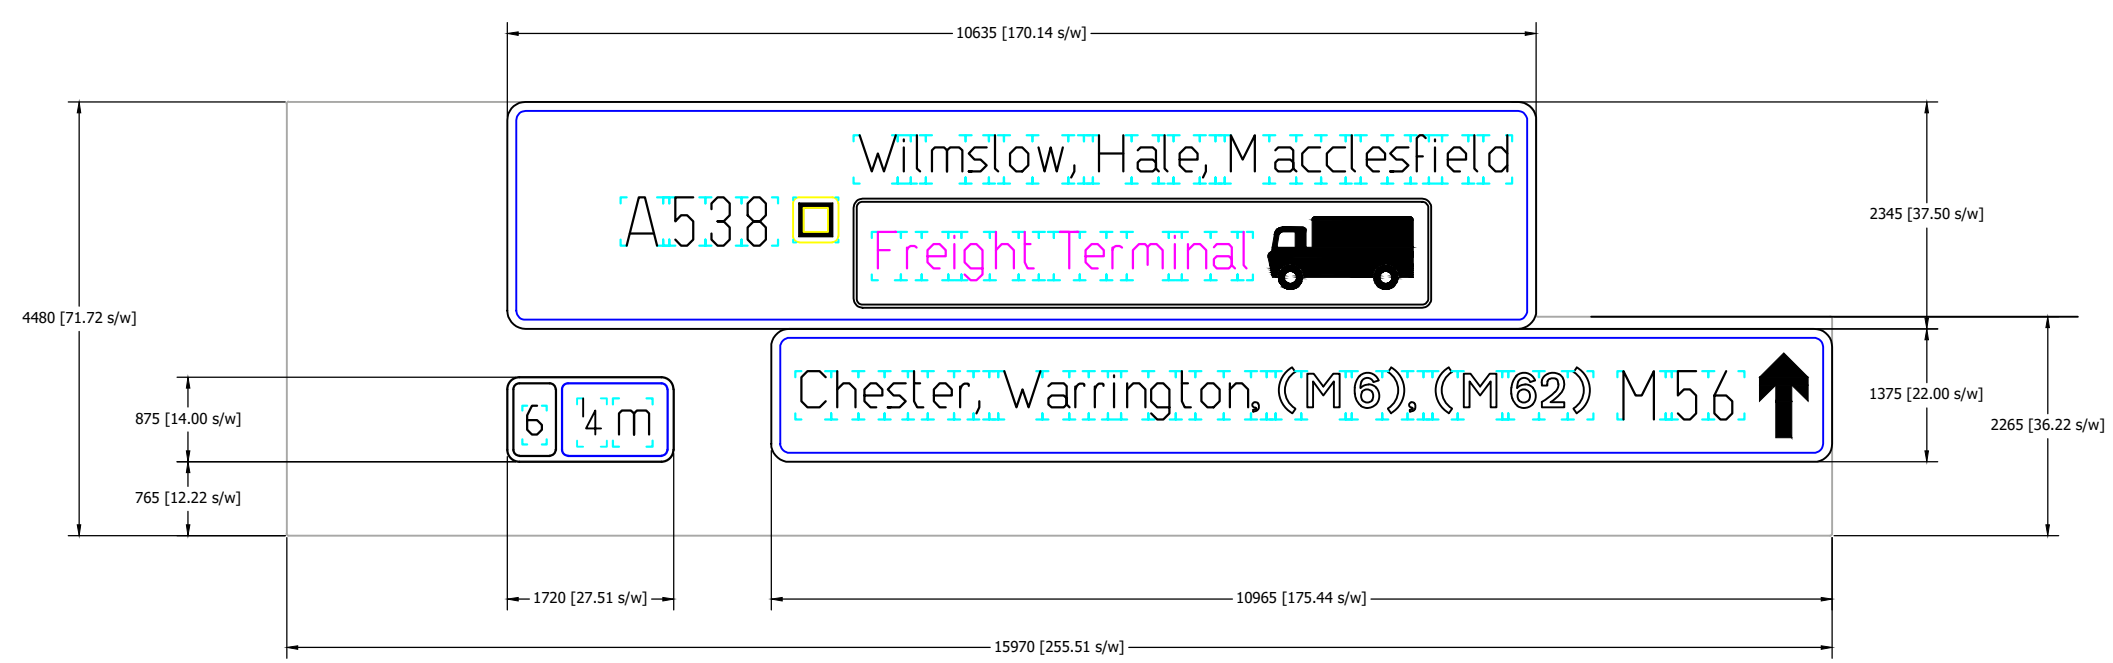 10635 [170.14 s/w]
Wilmslow, Hale, Macclesfield
A538
Freight Terminal
2345 [37.50 s/w]
4480 [71.72 s/w]
Chester, Warrington, (M6), (M62) M56
6 1/4 m
875 [14.00 s/w]
1375 [22.00 s/w]
2265 [36.22 s/w]
765 [12.22 s/w]
1720 [27.51 s/w]
10965 [175.44 s/w]
15970 [255.51 s/w]